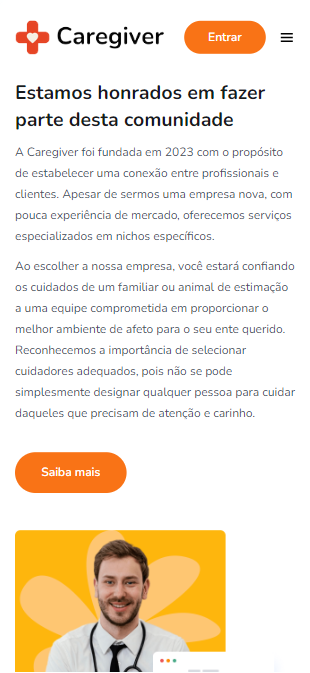 Caregiver
Entrar
Estamos honrados em fazer
parte desta comunidade
A Caregiver foi fundada em 2023 com o propósito
de estabelecer uma conexão entre profissionais e
clientes. Apesar de sermos uma empresa nova, com
pouca experiência de mercado, oferecemos serviços
especializados em nichos específicos.
Ao escolher a nossa empresa, você estará confiando
os cuidados de um familiar ou animal de estimação
a uma equipe comprometida em proporcionar o
melhor ambiente de afeto para o seu ente querido.
Reconhecemos a importância de selecionar
cuidadores adequados, pois não se pode
simplesmente designar qualquer pessoa para cuidar
daqueles que precisam de atenção e carinho.
Saiba mais